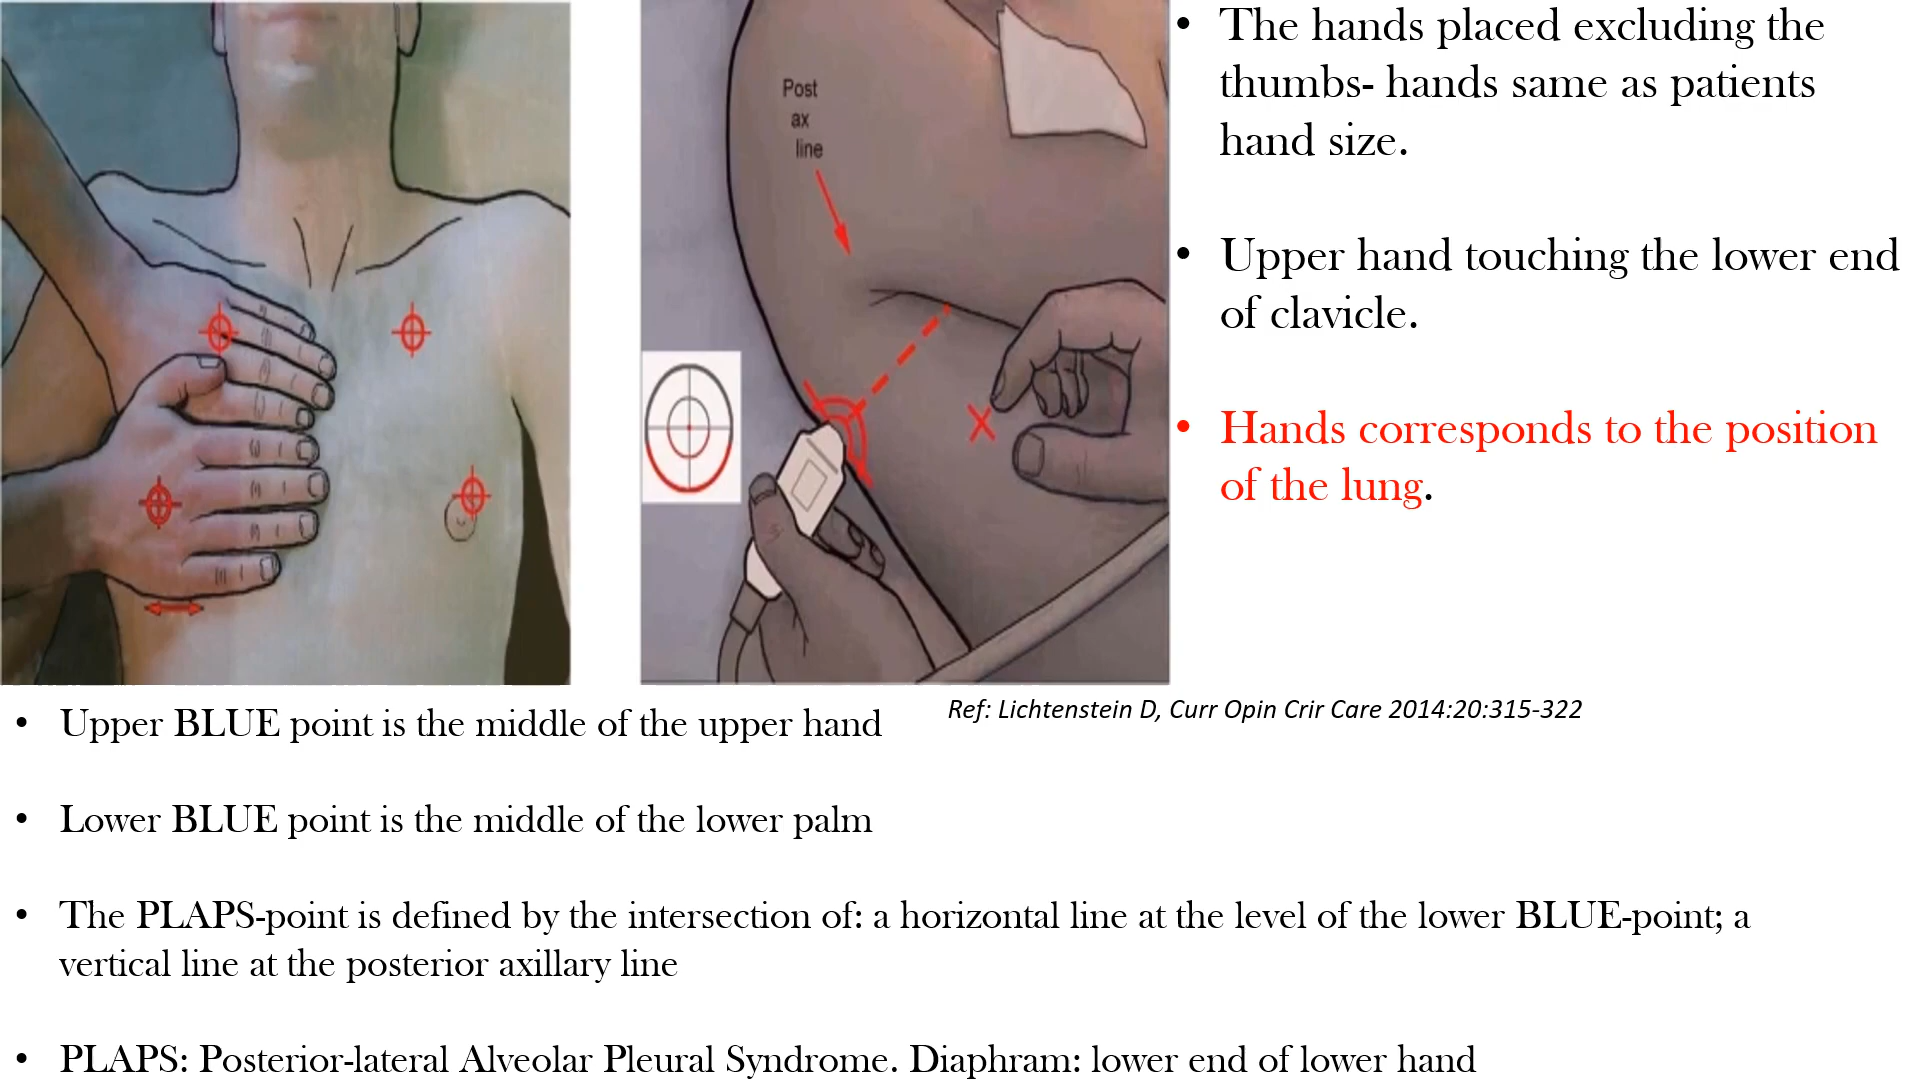 Post
ax
line
• The hands placed excluding the
thumbs- hands same as patients
hand size.
• Upper hand touching the lower end
of clavicle.
• Hands corresponds to the position
of the lung.
Ref: Lichtenstein D, Curr Opin Crir Care 2014:20:315-322
• Upper BLUE point is the middle of the upper hand
• Lower BLUE point is the middle of the lower palm
• The PLAPS-point is defined by the intersection of: a horizontal line at the level of the lower BLUE-point; a
vertical line at the posterior axillary line
• PLAPS: Posterior-lateral Alveolar Pleural Syndrome. Diaphram: lower end of lower hand